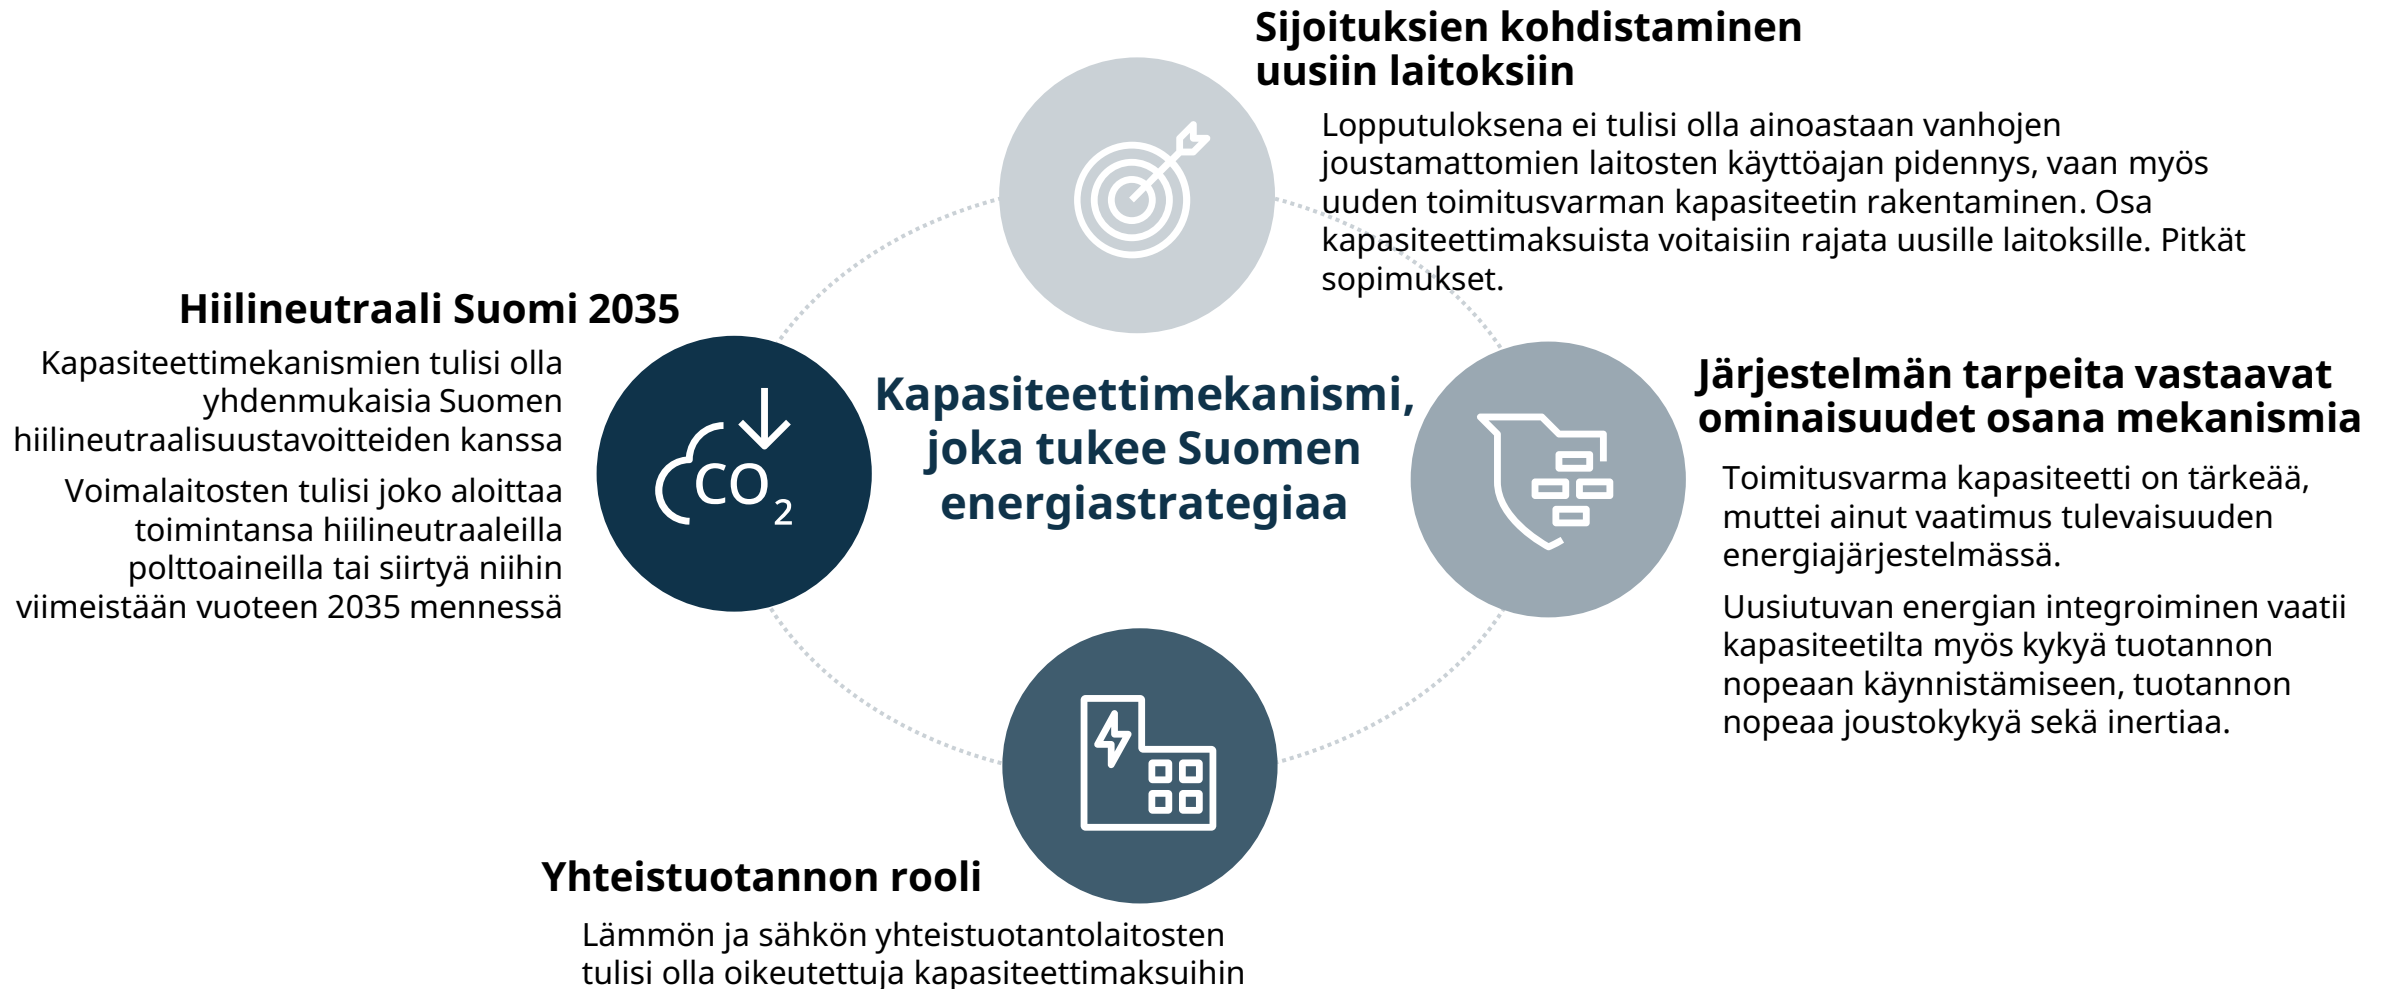 Sijoituksien kohdistaminen
uusiin laitoksiin
Lopputuloksena ei tulisi olla ainoastaan vanhojen
joustamattomien laitosten käyttöajan pidennys, vaan myös
uuden toimitusvarman kapasiteetin rakentaminen. Osa
kapasiteettimaksuista voitaisiin rajata uusille laitoksille. Pitkät
sopimukset.
Hiilineutraali Suomi 2035
Kapasiteettimekanismien tulisi olla
yhdenmukaisia Suomen
hiilineutraalisuustavoitteiden kanssa
Voimalaitosten tulisi joko aloittaa
toimintansa hiilineutraaleilla
polttoaineilla tai siirtyä niihin
viimeistään vuoteen 2035 mennessä
CO2
Kapasiteettimekanismi,
joka tukee Suomen
energiastrategiaa
Järjestelmän tarpeita vastaavat
ominaisuudet osana mekanismia
Toimitusvarma kapasiteetti on tärkeää,
muttei ainut vaatimus tulevaisuuden
energiajärjestelmässä.
Uusiutuvan energian integroiminen vaatii
kapasiteetilta myös kykyä tuotannon
nopeaan käynnistämiseen, tuotannon
nopeaa joustokykyä sekä inertiaa.
Yhteistuotannon rooli
Lämmön ja sähkön yhteistuotantolaitosten
tulisi olla oikeutettuja kapasiteettimaksuihin